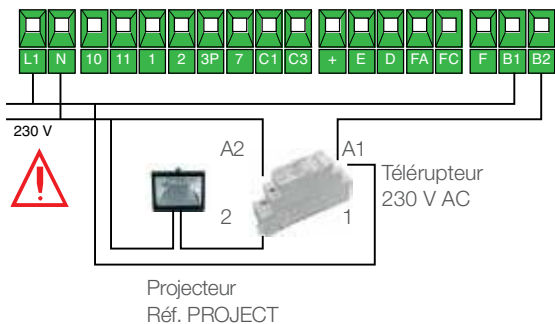 L1 N 10 11 1 2 3P 7 C1 C3 + E D FA FC F B1 B2
230 V
A2 A1
Télérupteur
230 V AC
2 1
Projecteur
Réf. PROJECT